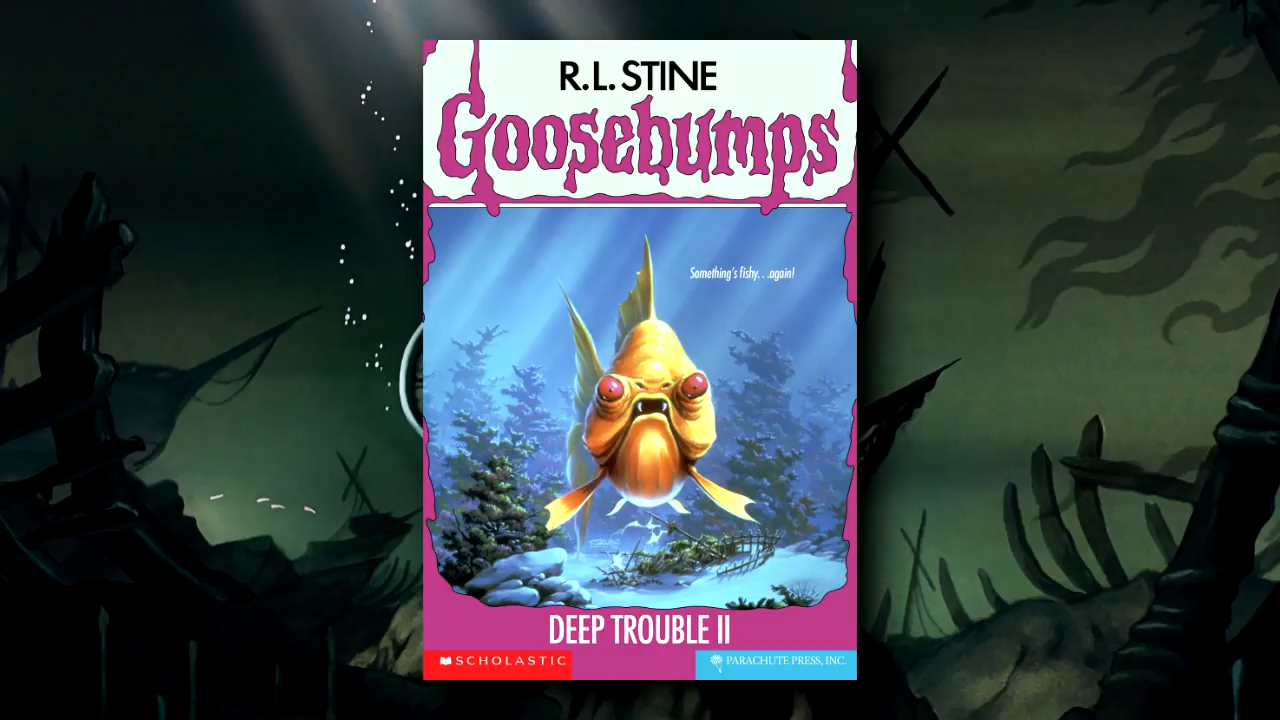 R.L. STINE
Goosebumps
Something's fishy. . .again!
DEEP TROUBLE II
SCHOLASTIC
PARACHUTE PRESS, INC.